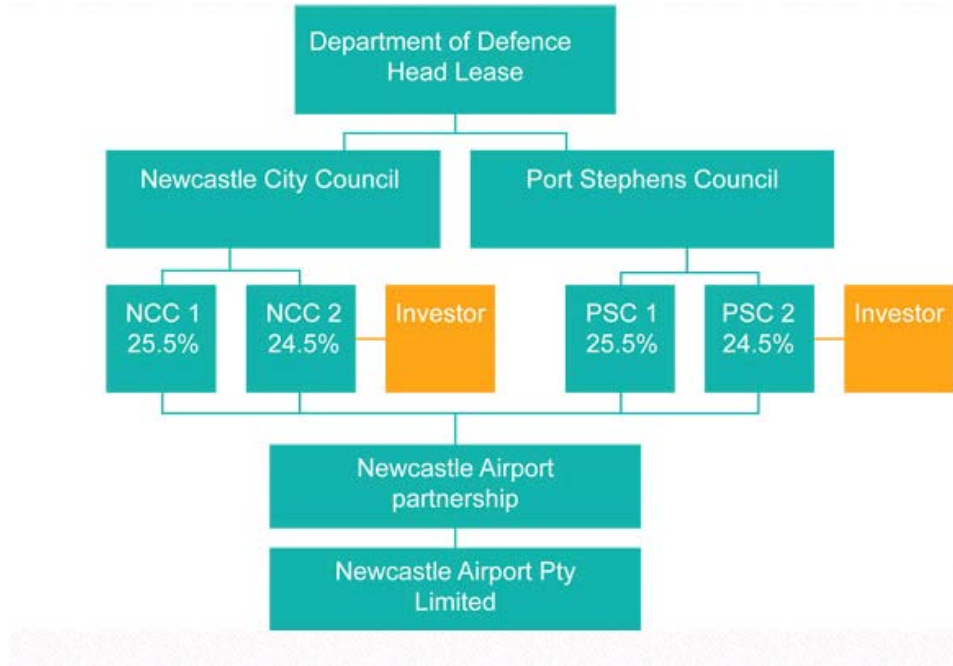 Department of Defence
Head Lease
Newcastle City Council
Port Stephens Council
NCC 1
25.5%
NCC 2
24.5%
Investor
PSC 1
25.5%
PSC 2
24.5%
Investor
Newcastle Airport
partnership
Newcastle Airport Pty
Limited